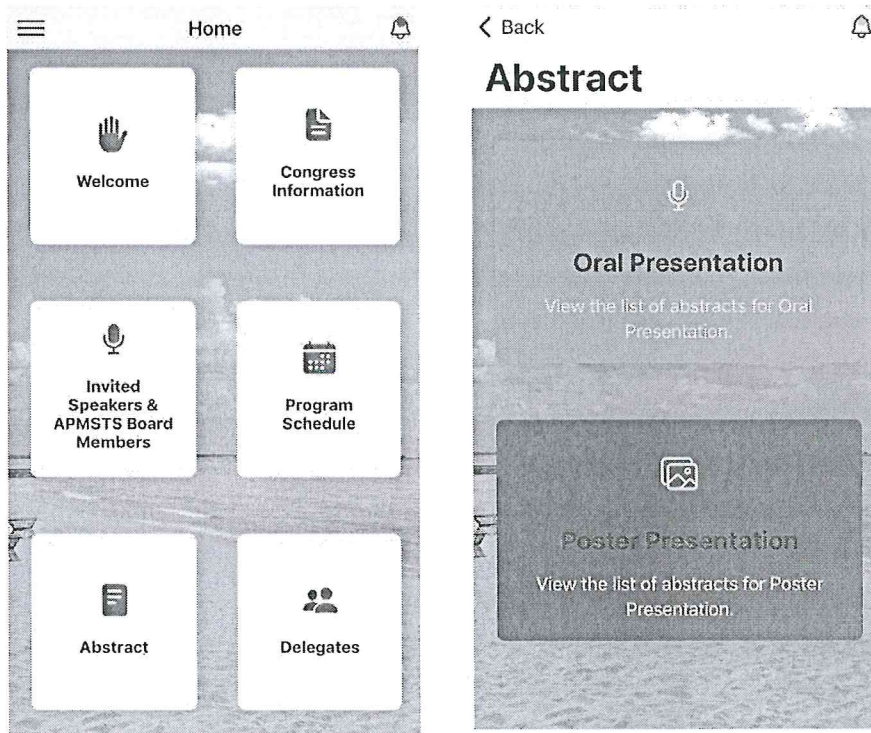 Home
Welcome
Congress
Information
Invited
Speakers &
APMSTS Board
Members
Program
Schedule
Abstract
Delegates
Back
Abstract
Oral Presentation
View the list of abstracts for Oral
Presentation.
Poster Presentation
View the list of abstracts for Poster
Presentation.